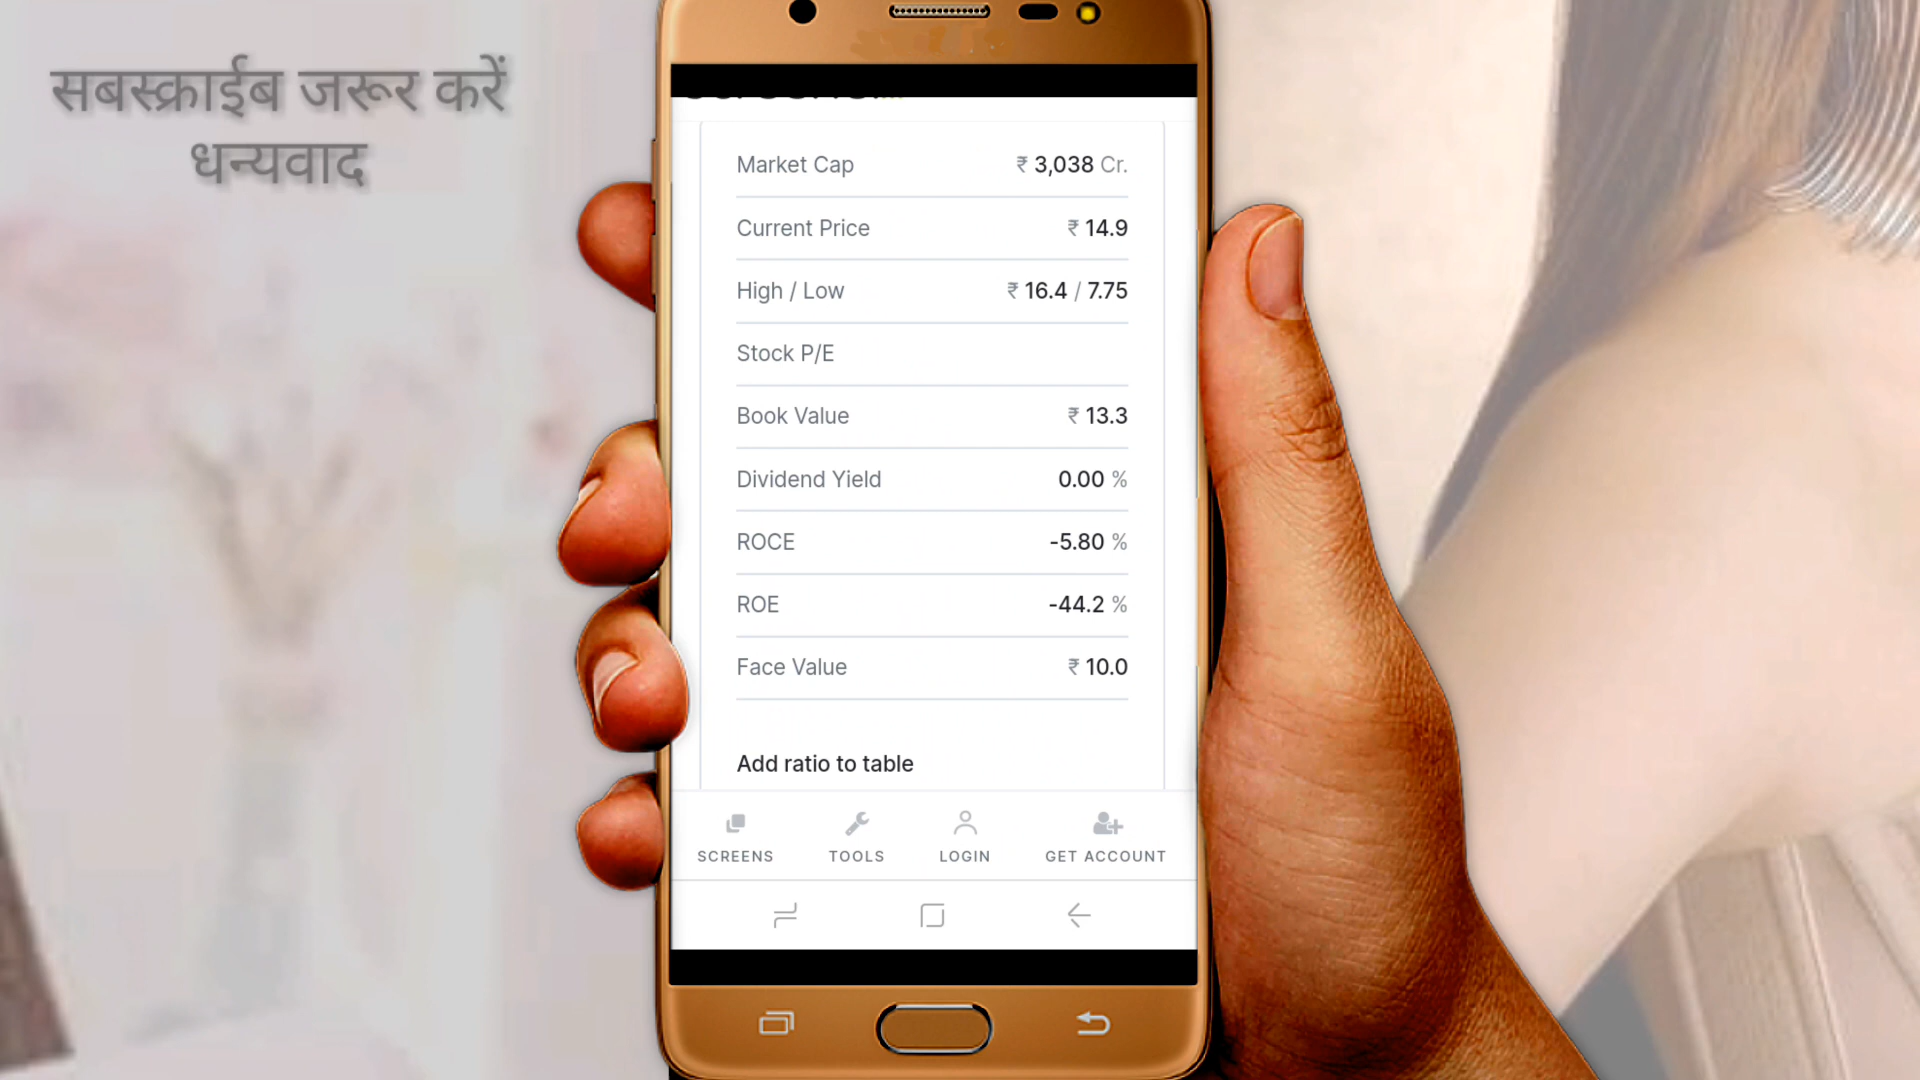 सबस्क्राईब जरूर करें
धन्यवाद
Market Cap ₹ 3,038 Cr.
Current Price ₹ 14.9
High / Low ₹ 16.4 / 7.75
Stock P/E
Book Value ₹ 13.3
Dividend Yield 0.00 %
ROCE -5.80 %
ROE -44.2 %
Face Value ₹ 10.0
Add ratio to table
SCREENS TOOLS LOGIN GET ACCOUNT